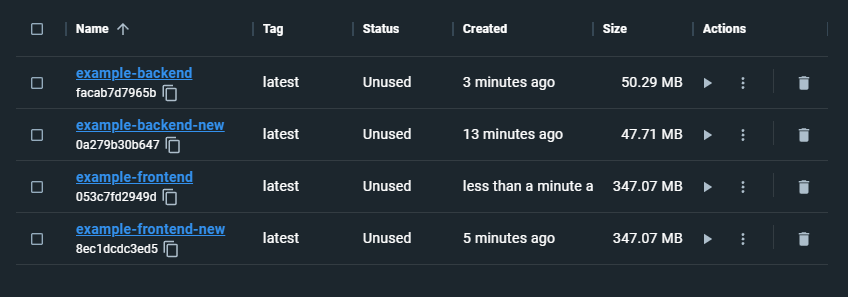 Name Tag Status Created Size Actions
example-backend
latest Unused 3 minutes ago 50.29 MB
facab7d7965b
example-backend-new
latest Unused 13 minutes ago 47.71 MB
0a279b30b647
example-frontend
latest Unused less than a minute a 347.07 MB
053c7fd2949d
example-frontend-new
latest Unused 5 minutes ago 347.07 MB
8ec1dcdc3ed5